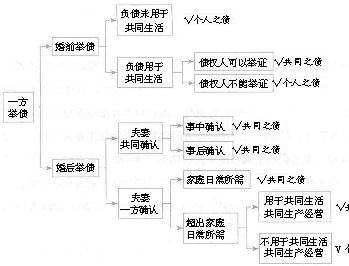 负债未用于
共同生活
√个人之债
婚前举债
负债用于
共同生活
债权人可以举证
√共同之债
债权人不能举证
√个人之债
一方
举债
夫妻
共同确认
事中确认
√共同之债
事后确认
√共同之债
婚后举债
夫妻
一方确认
家庭日常所需
√共同之债
超出家庭
日常所需
用于共同生活
共同生产经营
√
不用于共同生活
共同生产经营
√个